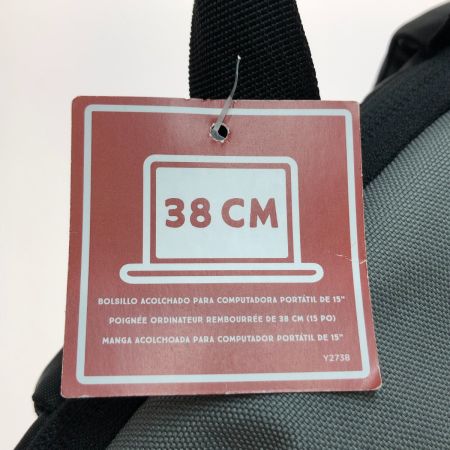 38 CM
BOLSILLO ACOLCHADO PARA COMPUTADORA PORTÁTIL DE 15"
POIGNÉE ORDINATEUR REMBOURRÉE DE 38 CM (15 PO)
MANGA ACOLCHOADA PARA COMPUTADOR PORTÁTIL DE 15"
Y273B